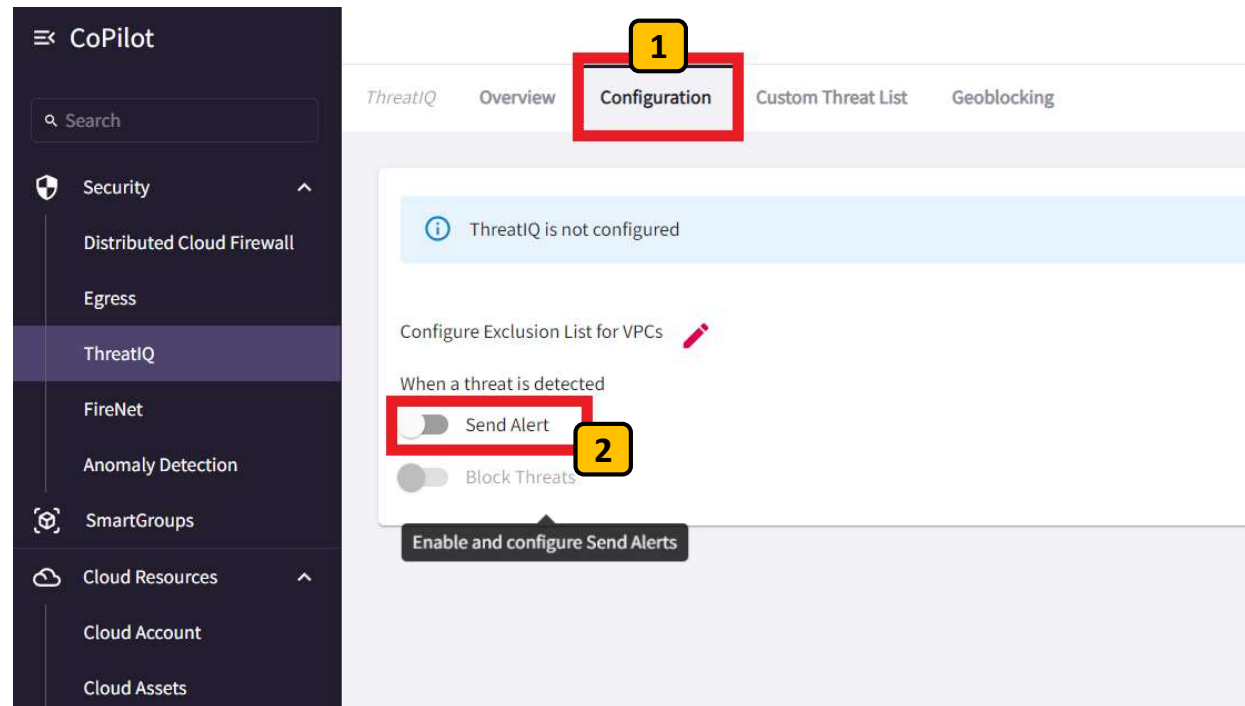 CoPilot
Search
Security
Distributed Cloud Firewall
Egress
ThreatIQ
FireNet
Anomaly Detection
SmartGroups
Cloud Resources
Cloud Account
Cloud Assets
1
ThreatIQ Overview Configuration Custom Threat List Geoblocking
ThreatIQ is not configured
Configure Exclusion List for VPCs
When a threat is detected
Send Alert
2
Block Threats
Enable and configure Send Alerts